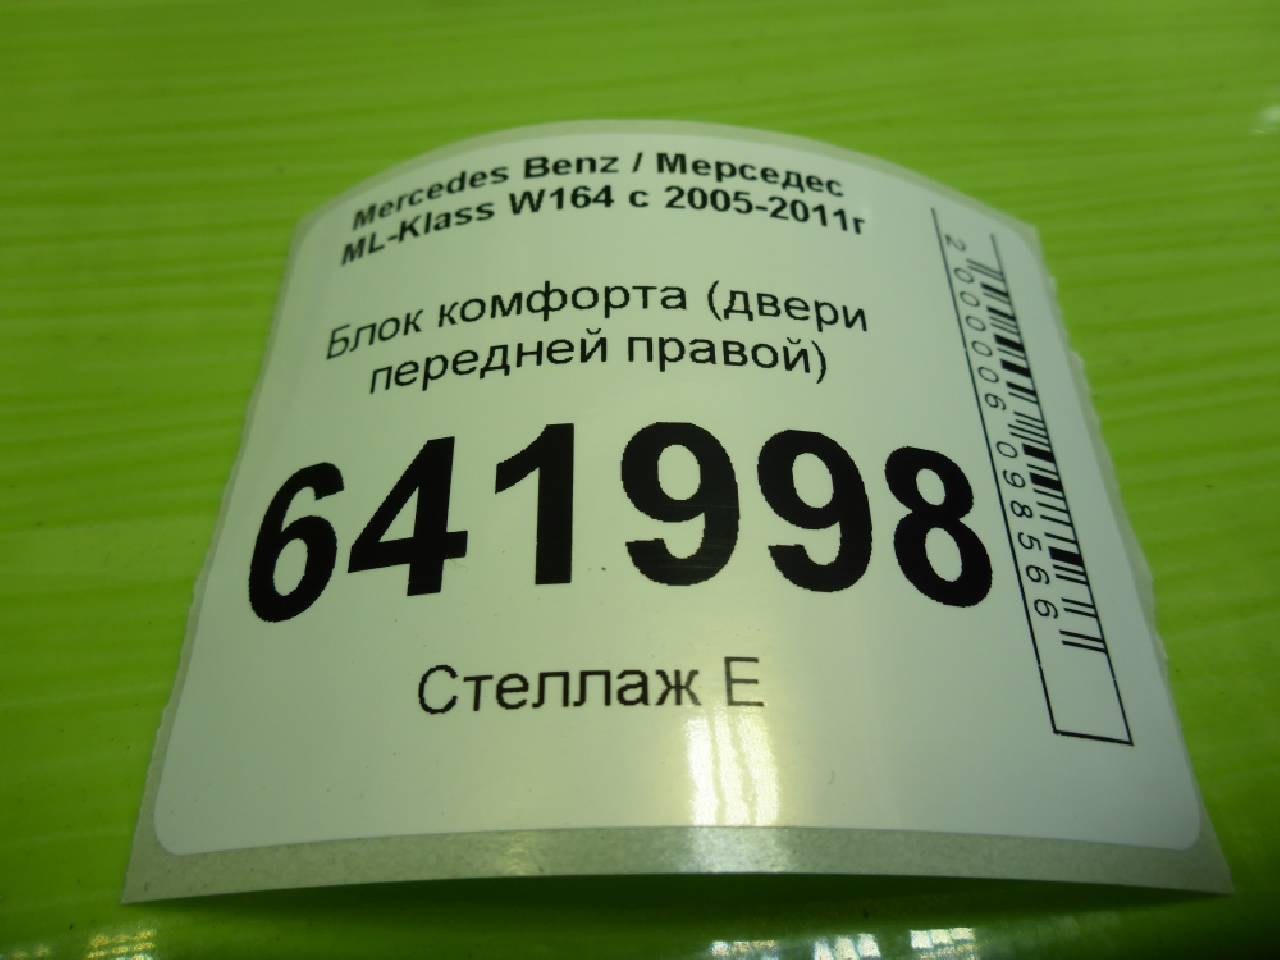 Mercedes Benz / Мерседес
ML-Klass W164 с 2005-2011г
Блок комфорта (двери
передней правой)
641998
Стеллаж Е
2000006098566